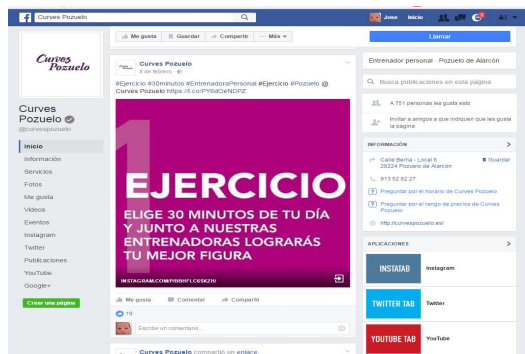 Curves Pozuelo
Jose Inicio
Curves
Pozuelo
Curves
Pozuelo
@curvespozuelo
Inicio
Información
Servicios
Fotos
Me gusta
Vídeos
Eventos
Instagram
Twitter
Publicaciones
YouTube
Google+
Crear una página
Me gusta Guardar Compartir Más
Curves Pozuelo
8 de febrero
#Ejercicio #30minutos #EntrenadoraPersonal #Ejercicio #Pozuelo @
Curves Pozuelo https://t.co/PY6dOeNDPZ
1
EJERCICIO
ELIGE 30 MINUTOS DE TU DÍA
Y JUNTO A NUESTRAS
ENTRENADORAS LOGRARÁS
TU MEJOR FIGURA
Me gusta Comentar Compartir
19
Escribe un comentario...
Curves Pozuelo compartió un enlace.
Llamar
Entrenador personal · Pozuelo de Alarcón
Busca publicaciones en esta página
A 751 personas les gusta esto
Invitar a amigos a que indiquen que les gusta
la página
INFORMACIÓN
Calle Berna - Local 6
28224 Pozuelo de Alarcón
Guardar
913 52 82 27
Preguntar por el horario de Curves Pozuelo
Preguntar por el rango de precios de Curves
Pozuelo
http://curvespozuelo.es/
APLICACIONES
INSTATAB Instagram
TWITTER TAB Twitter
YOUTUBE TAB YouTube